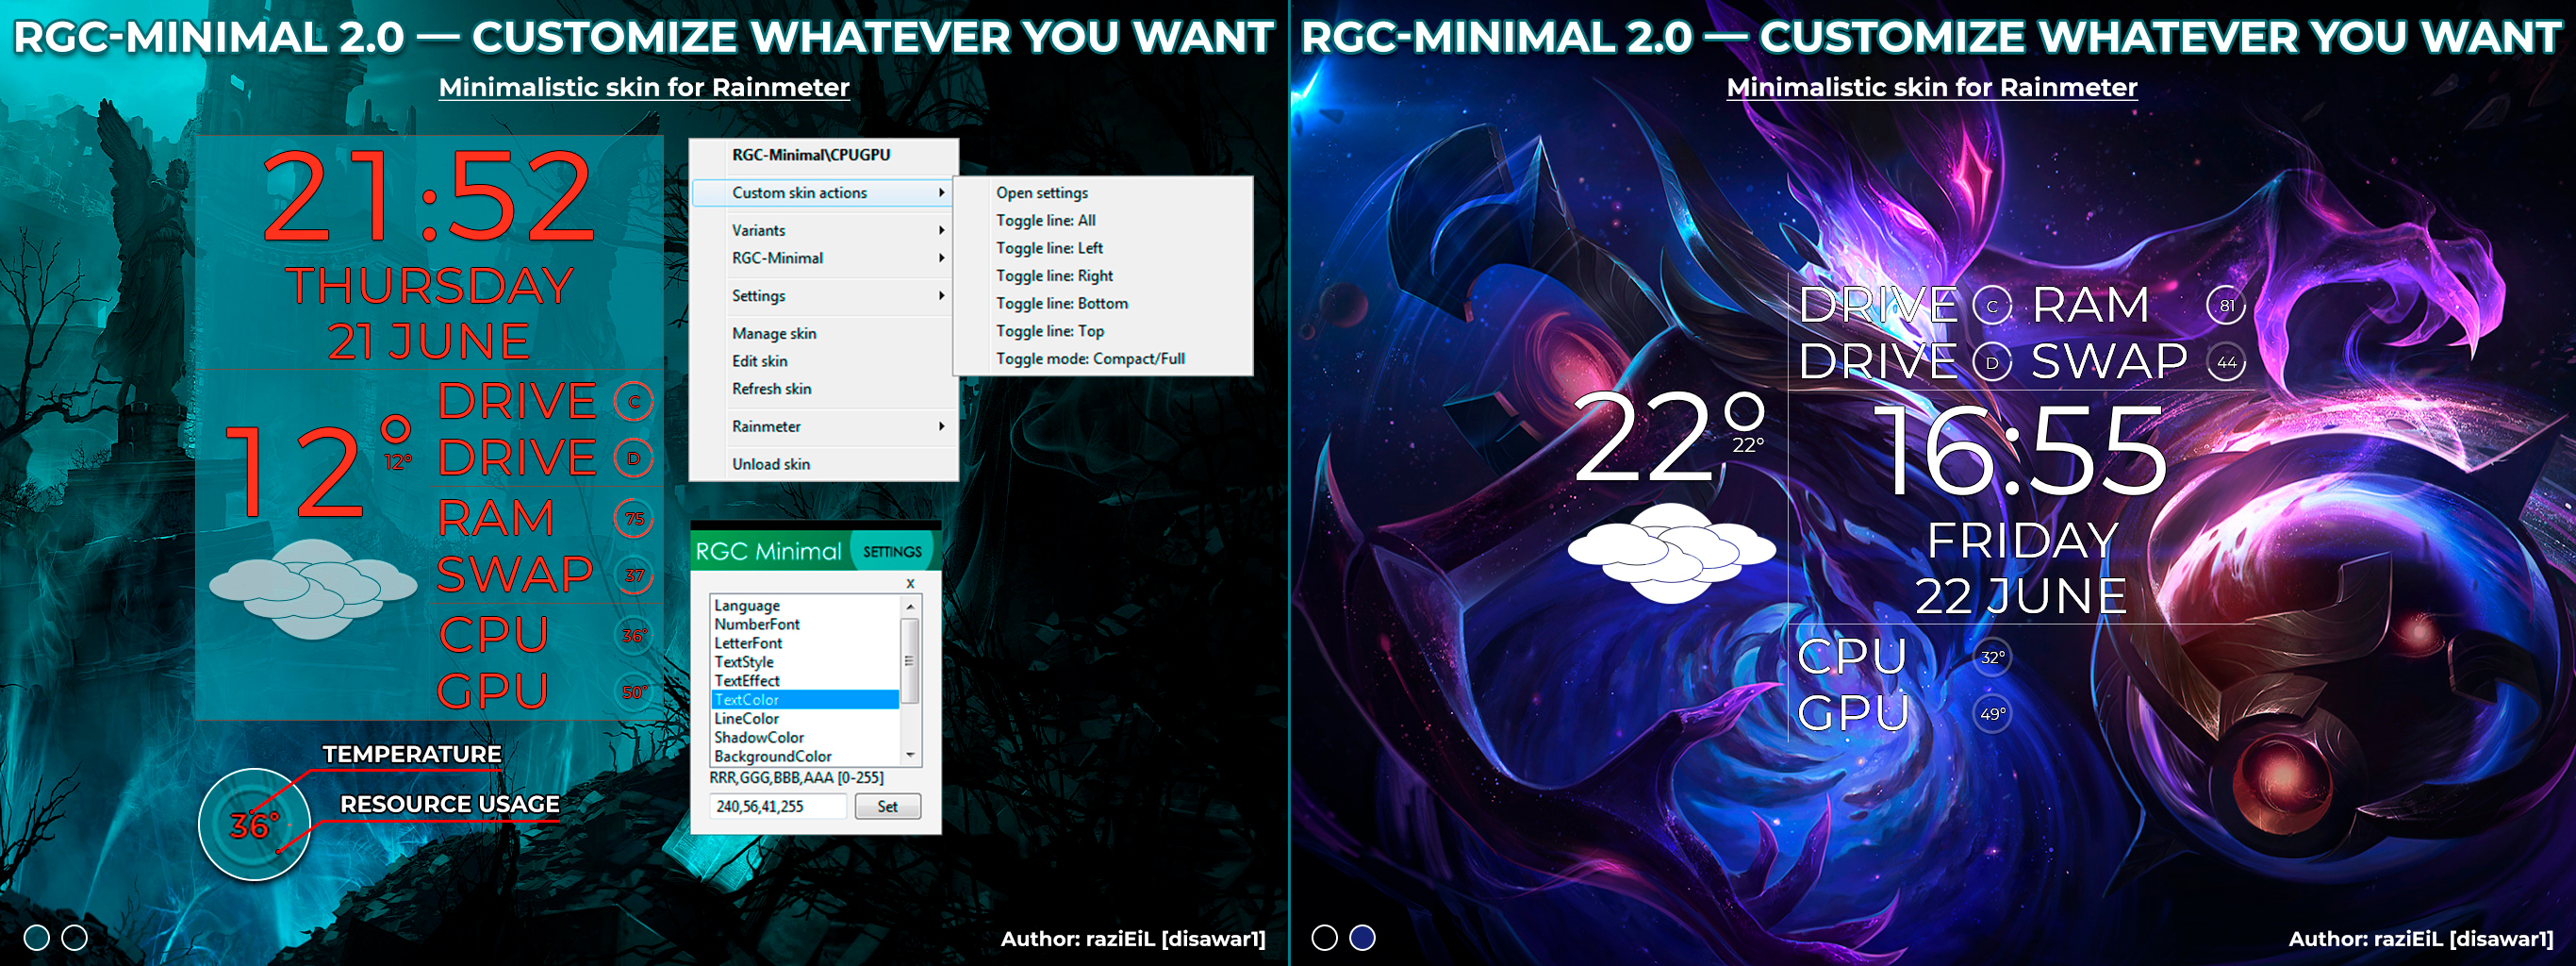 RGC-MINIMAL 2.0 — CUSTOMIZE WHATEVER YOU WANT
Minimalistic skin for Rainmeter
21:52
THURSDAY
21 JUNE
12°
12°
DRIVE C
DRIVE D
RAM 75
SWAP 37
CPU 36°
GPU 50°
TEMPERATURE
RESOURCE USAGE
36°
RGC-Minimal\CPUGPU
Custom skin actions
Variants
RGC-Minimal
Settings
Manage skin
Edit skin
Refresh skin
Rainmeter
Unload skin
Open settings
Toggle line: All
Toggle line: Left
Toggle line: Right
Toggle line: Bottom
Toggle line: Top
Toggle mode: Compact/Full
RGC Minimal SETTINGS
x
Language
NumberFont
LetterFont
TextStyle
TextEffect
TextColor
LineColor
ShadowColor
BackgroundColor
RRR,GGG,BBB,AAA [0-255]
240,56,41,255 Set
Author: raziEiL [disawar1]
RGC-MINIMAL 2.0 — CUSTOMIZE WHATEVER YOU WANT
Minimalistic skin for Rainmeter
DRIVE C RAM 81
DRIVE D SWAP 44
22°
22°
16:55
FRIDAY
22 JUNE
CPU 32°
GPU 49°
Author: raziEiL [disawar1]